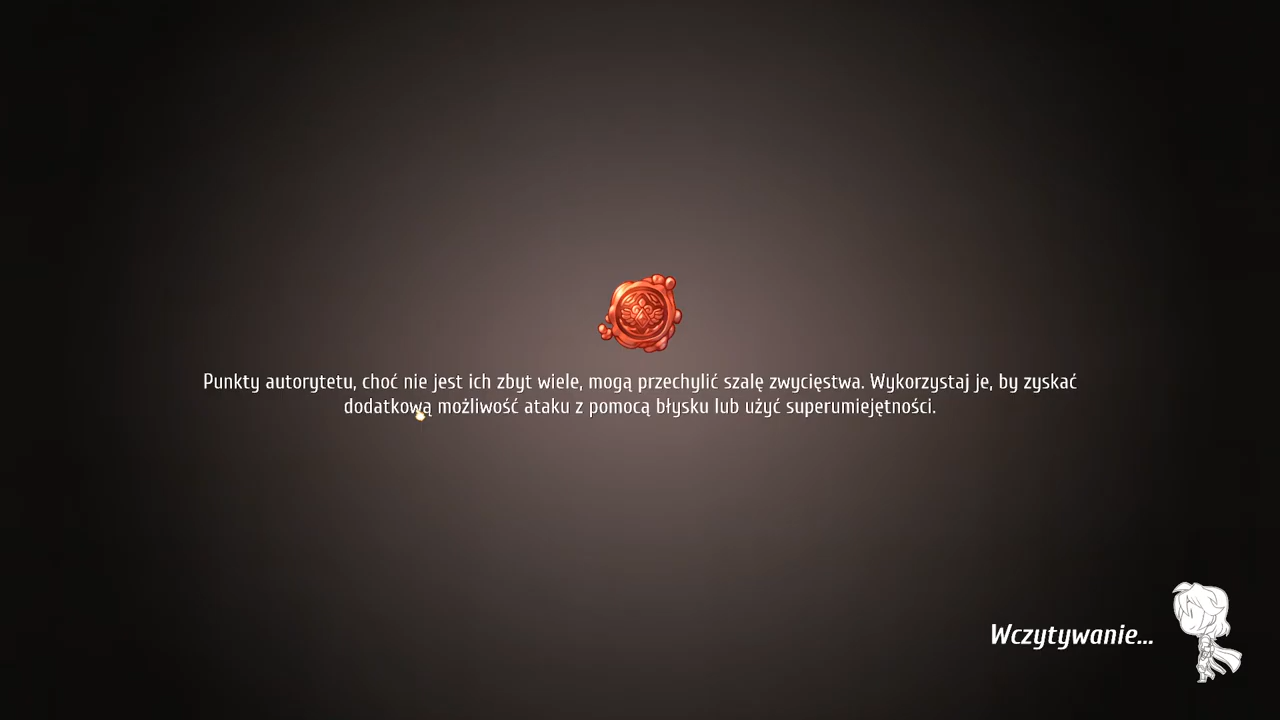 Punkty autorytetu, choć nie jest ich zbyt wiele, mogą przechylić szalę zwycięstwa. Wykorzystaj je, by zyskać
dodatkową możliwość ataku z pomocą błysku lub użyć superumiejętności.
Wczytywanie...